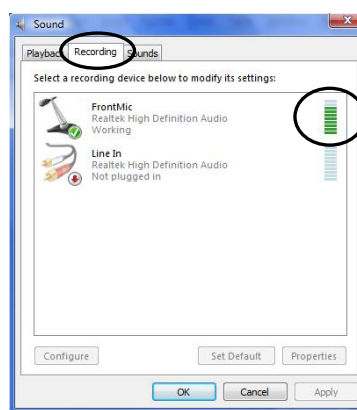 Sound
Playback Recording Sounds
Select a recording device below to modify its settings:
FrontMic
Realtek High Definition Audio
Working
Line In
Realtek High Definition Audio
Not plugged in
Configure Set Default Properties
OK Cancel Apply